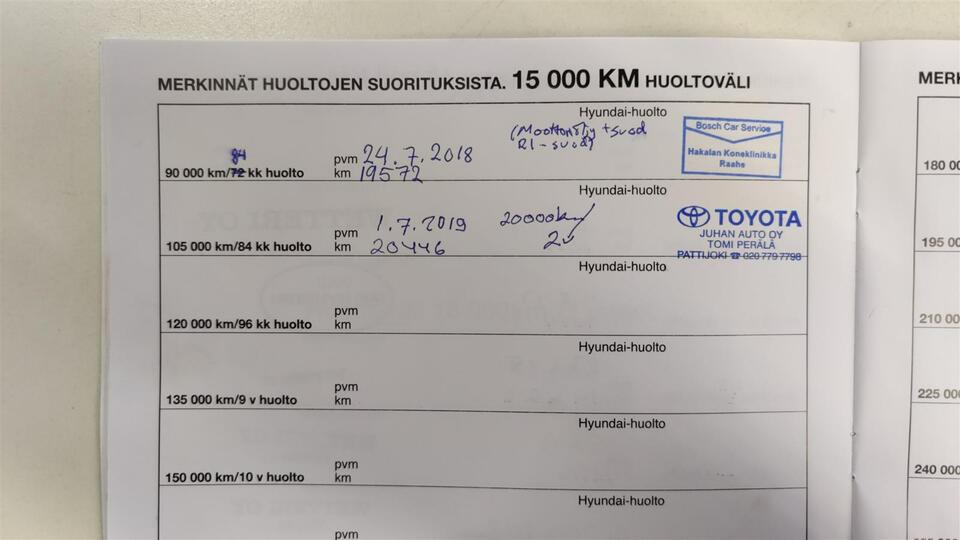 MERKINNÄT HUOLTOJEN SUORITUKSISTA. 15 000 KM HUOLTOVÄLI
Hyundai-huolto
(Moottoriöljy + suod
RI-suod)
Bosch Car Service
Hakalan Koneklinikka
Raahe
84
pvm 24.7.2018
90 000 km/72 kk huolto km 19572
Hyundai-huolto
TOYOTA
JUHAN AUTO OY
TOMI PERÄLÄ
PATTIJOKI ☎ 020 779 7798
pvm 1.7.2019 20000km/
105 000 km/84 kk huolto km 20446 2v
Hyundai-huolto
pvm
120 000 km/96 kk huolto km
Hyundai-huolto
pvm
135 000 km/9 v huolto km
Hyundai-huolto
pvm
150 000 km/10 v huolto km
Hyundai-huolto
pvm
MERK
180 00
195 00
210 00
225 00
240 00